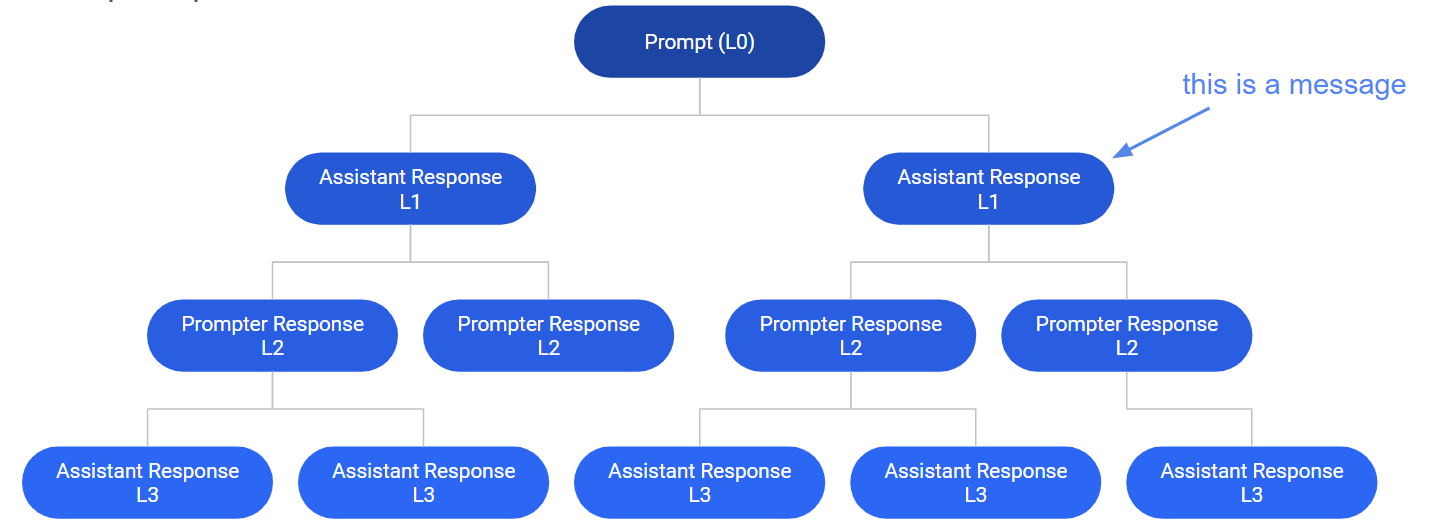 Prompt (L0)
this is a message
Assistant Response
L1
Assistant Response
L1
Prompter Response
L2
Prompter Response
L2
Prompter Response
L2
Prompter Response
L2
Assistant Response
L3
Assistant Response
L3
Assistant Response
L3
Assistant Response
L3
Assistant Response
L3